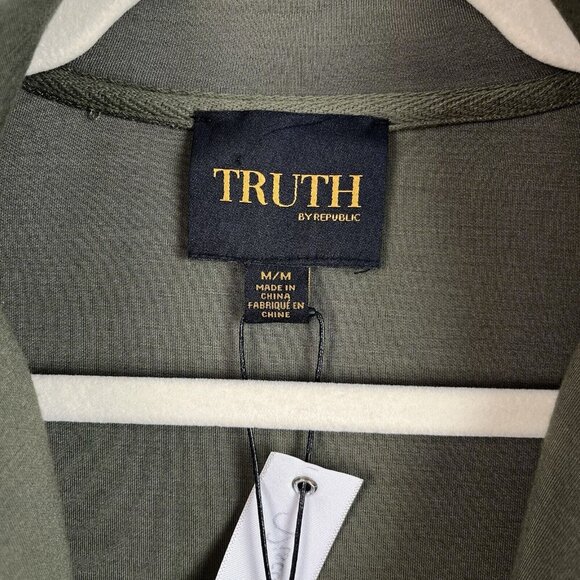 TRUTH
BY REPUBLIC
M/M
MADE IN
CHINA
FABRIQUÉ EN
CHINE